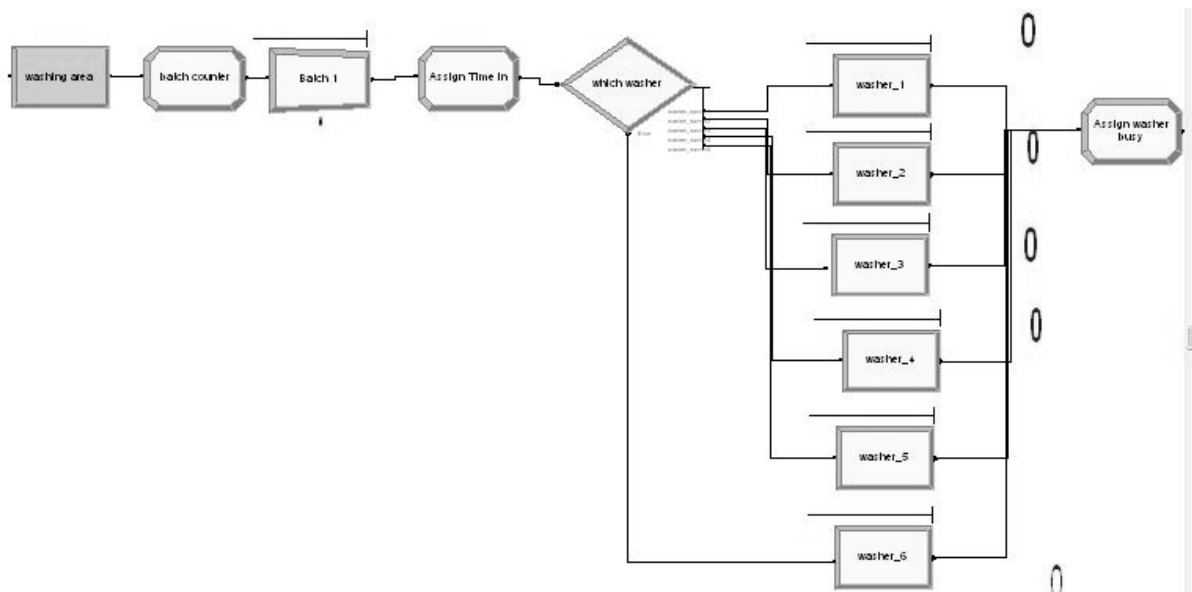 washing area
batch counter
Batch 1
Assign Time In
which washer
washer_1
washer_2
washer_3
washer_4
washer_5
washer_6
Assign washer
busy
0
0
0
0
0